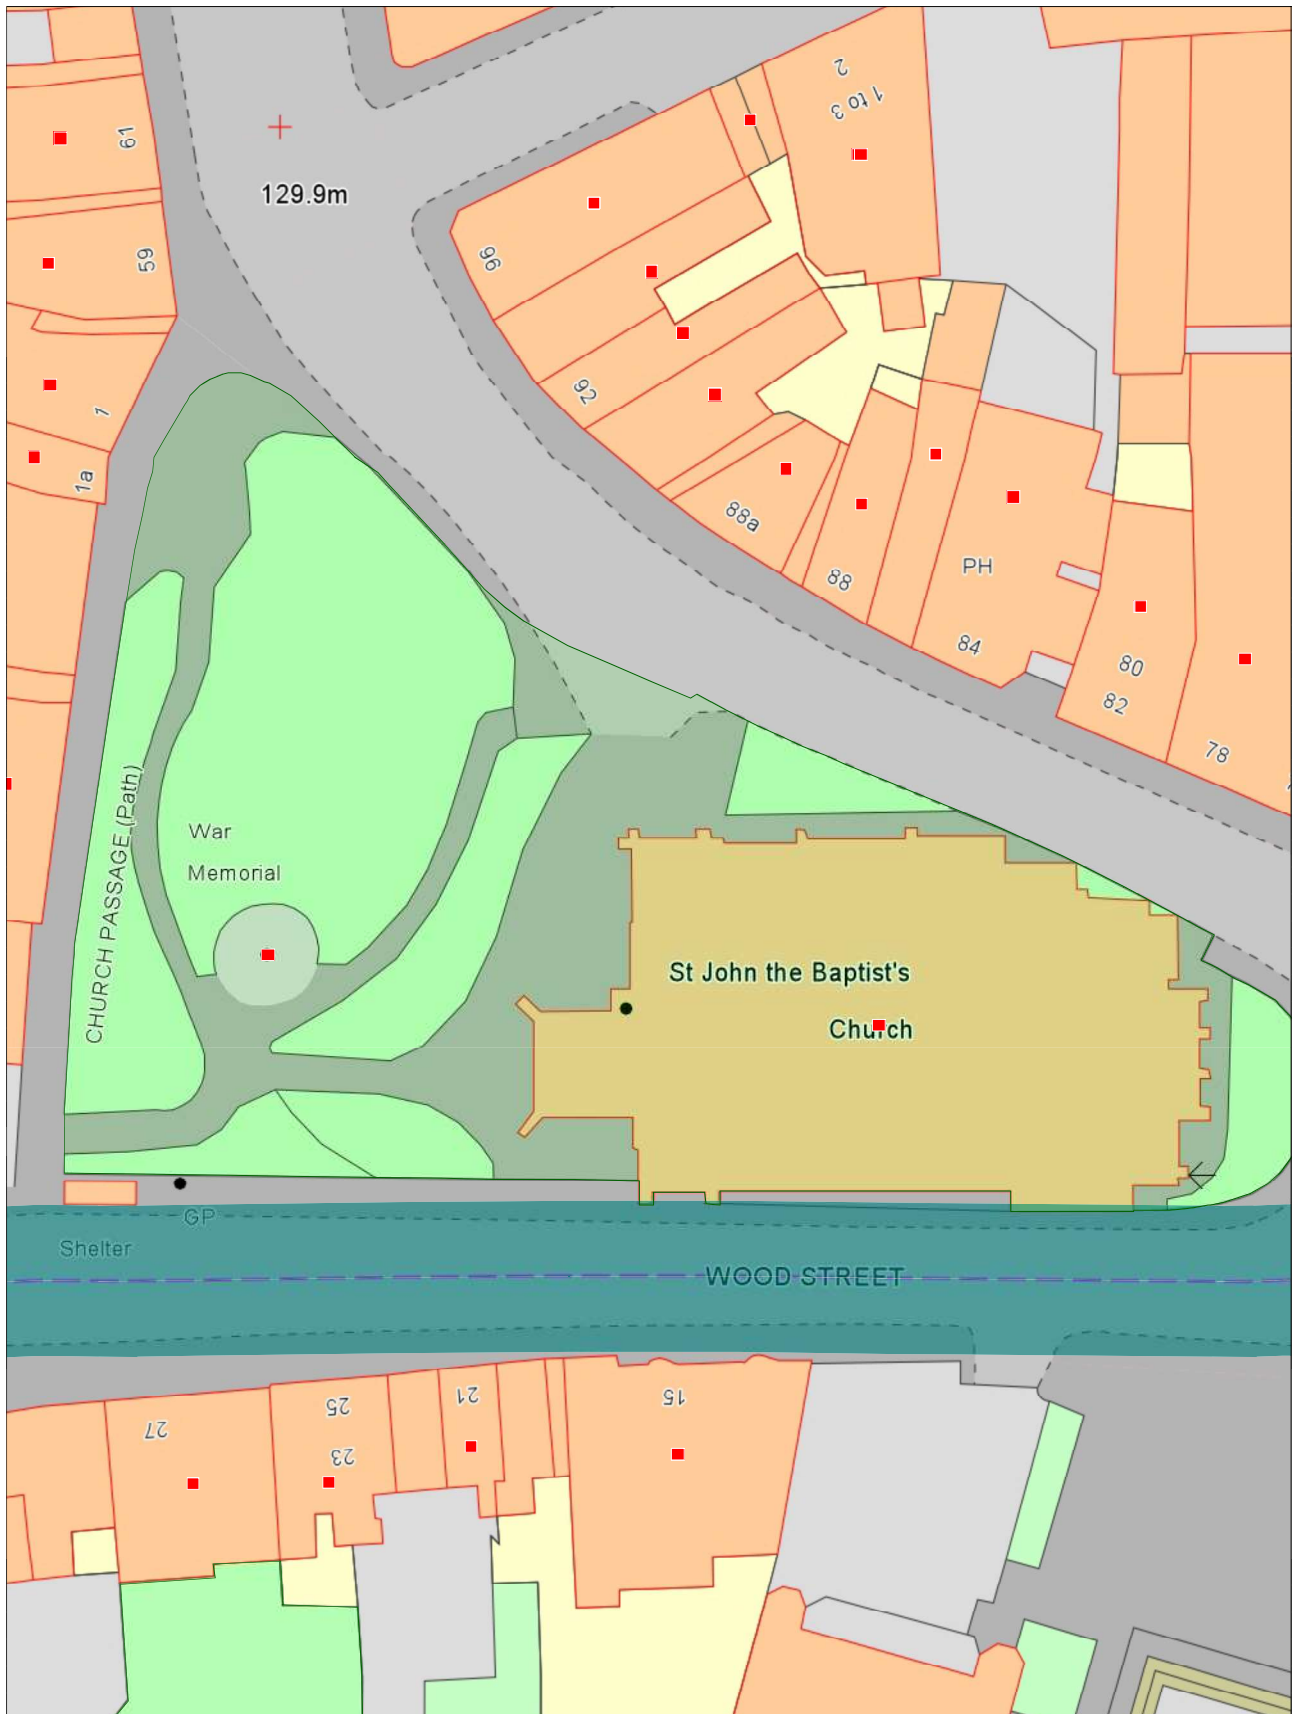 2
1 to 3
61
129.9m
59
96
92
1
1a
88a
88
PH
84
80
82
78
CHURCH PASSAGE (Path)
War
Memorial
St John the Baptist's
Church
GP
Shelter
WOOD STREET
27
25
23
21
15